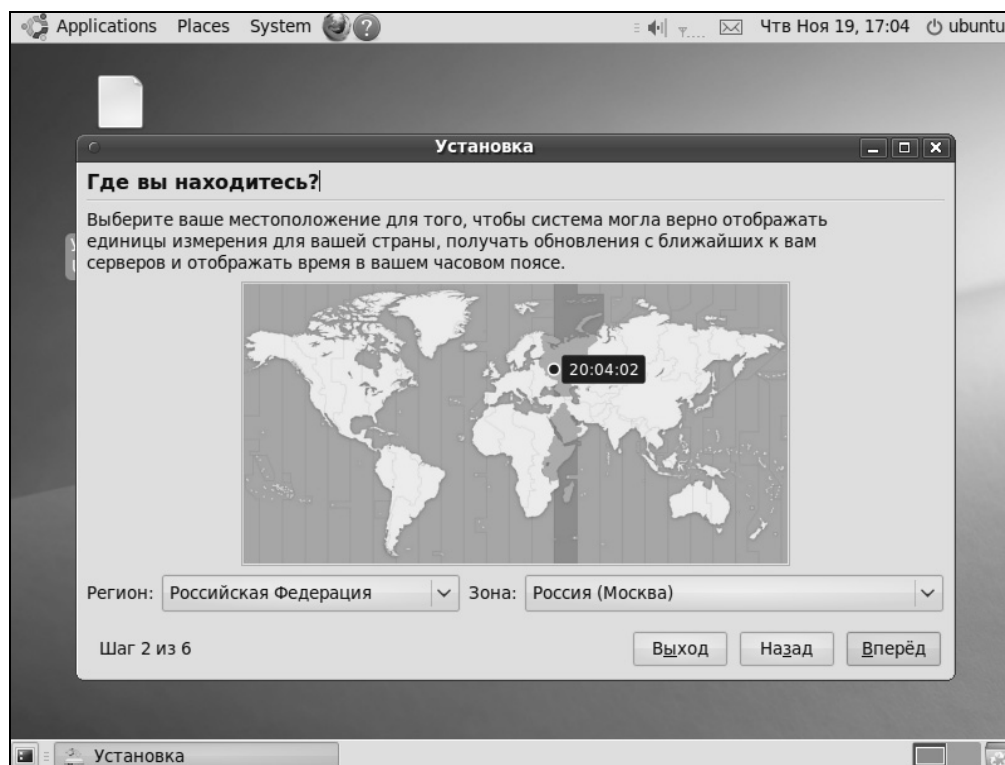 Applications Places System
Чтв Ноя 19, 17:04 ubuntu
Установка
Где вы находитесь?
Выберите ваше местоположение для того, чтобы система могла верно отображать
единицы измерения для вашей страны, получать обновления с ближайших к вам
серверов и отображать время в вашем часовом поясе.
20:04:02
Регион: Российская Федерация Зона: Россия (Москва)
Шаг 2 из 6 Выход Назад Вперёд
Установка